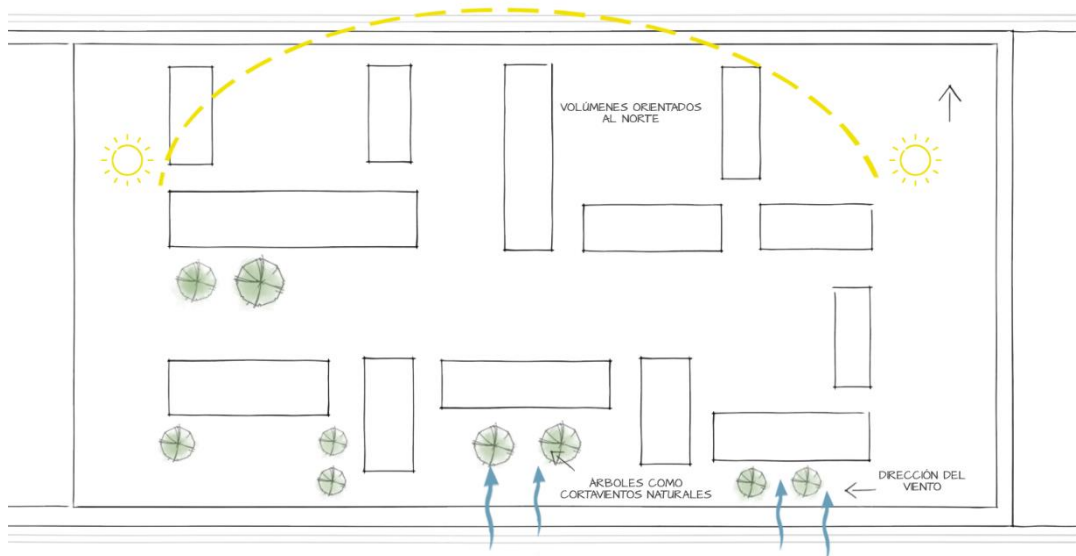 VOLÚMENES ORIENTADOS
AL NORTE
ÁRBOLES COMO
CORTAVIENTOS NATURALES
DIRECCIÓN DEL
VIENTO